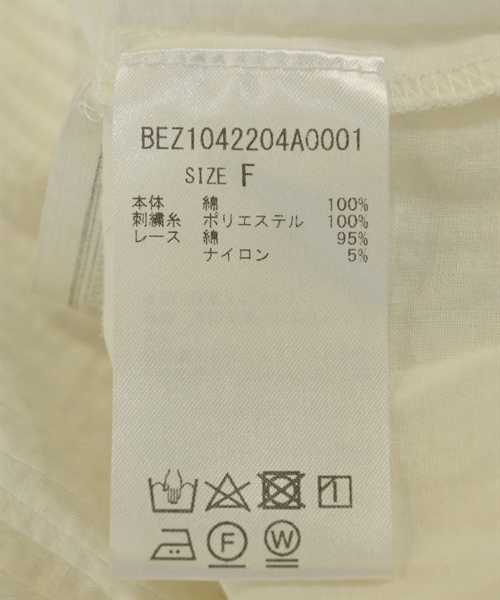 BEZ1042204A0001
SIZE F
本体 綿 100%
刺繍糸 ポリエステル 100%
レース 綿 95%
ナイロン 5%
F W